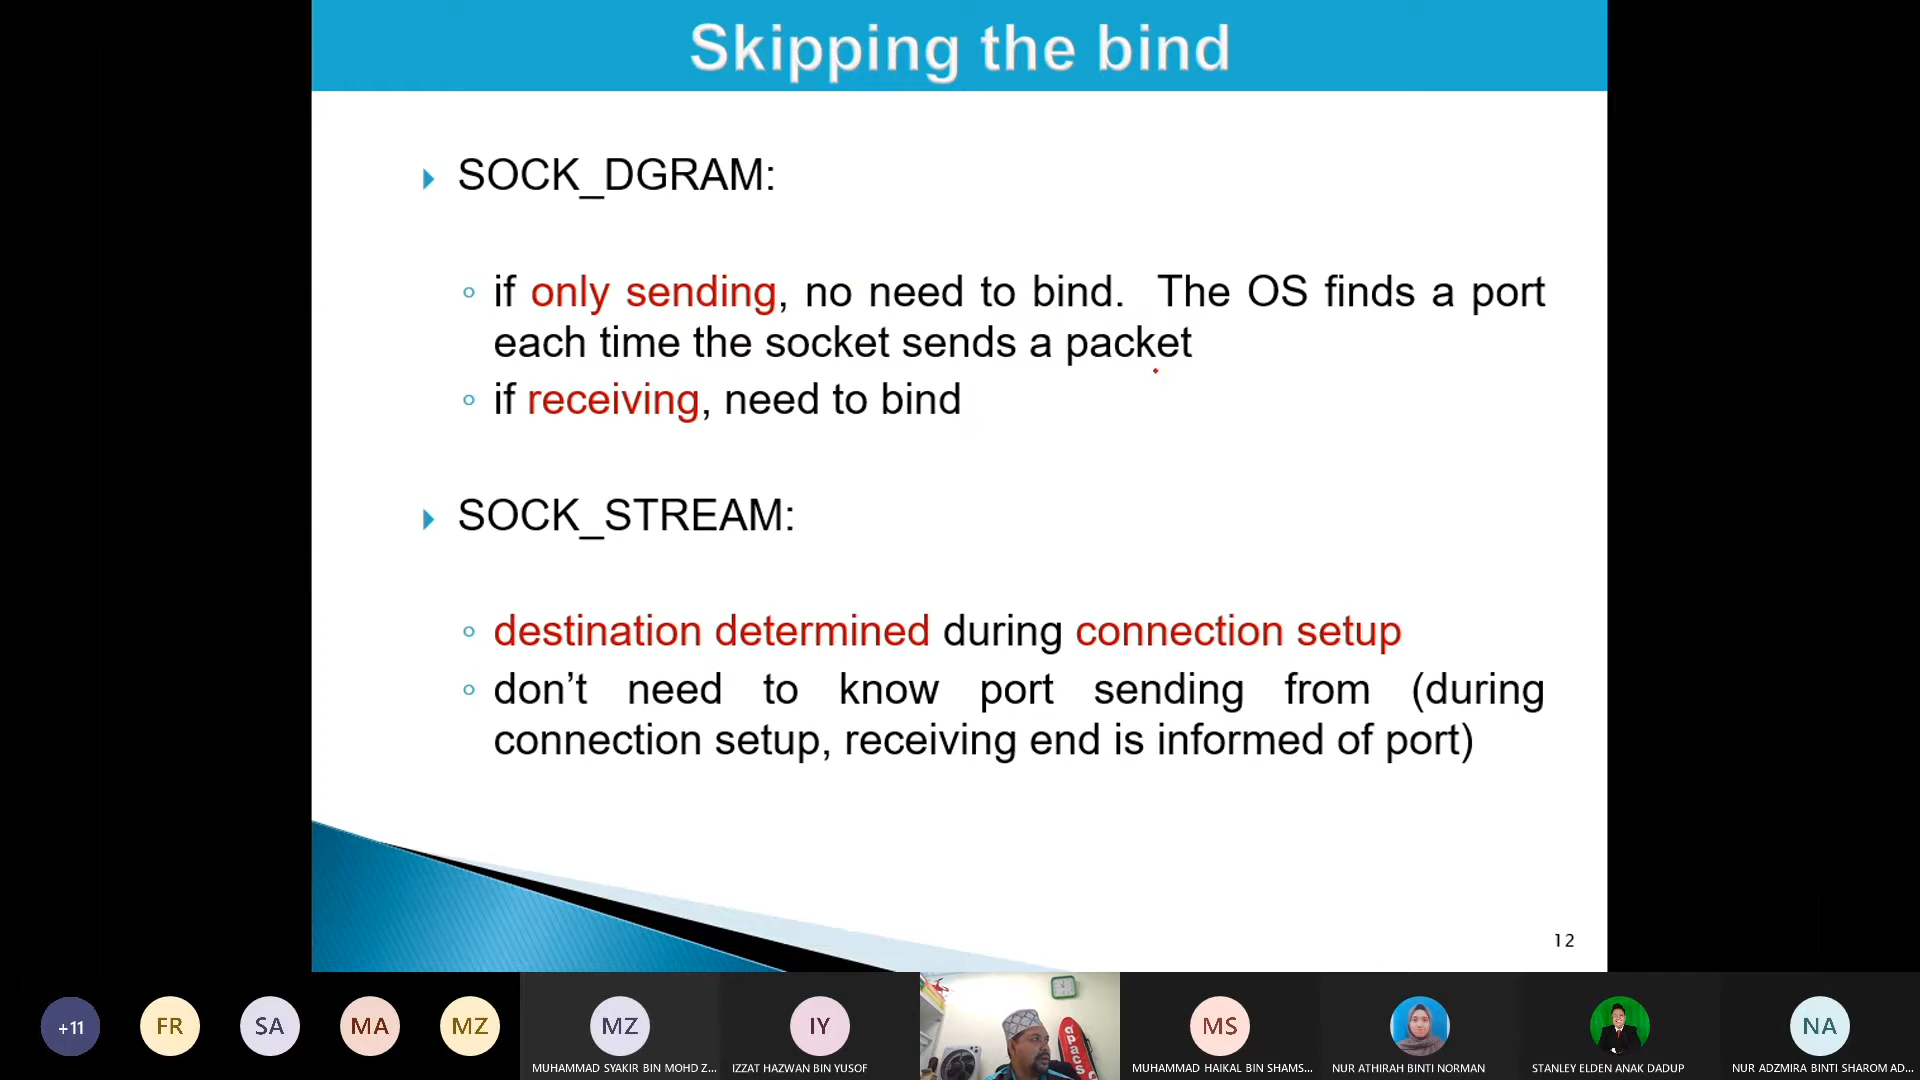 Skipping the bind
SOCK_DGRAM:
if only sending, no need to bind. The OS finds a port
each time the socket sends a packet
if receiving, need to bind
SOCK_STREAM:
destination determined during connection setup
don’t need to know port sending from (during
connection setup, receiving end is informed of port)
12
+11
FR
SA
MA
MZ
MZ
MUHAMMAD SYAKIR BIN MOHD Z...
IY
IZZAT HAZWAN BIN YUSOF
MS
MUHAMMAD HAIKAL BIN SHAMS...
NUR ATHIRAH BINTI NORMAN
STANLEY ELDEN ANAK DADUP
NA
NUR ADZMIRA BINTI SHAROM AD...